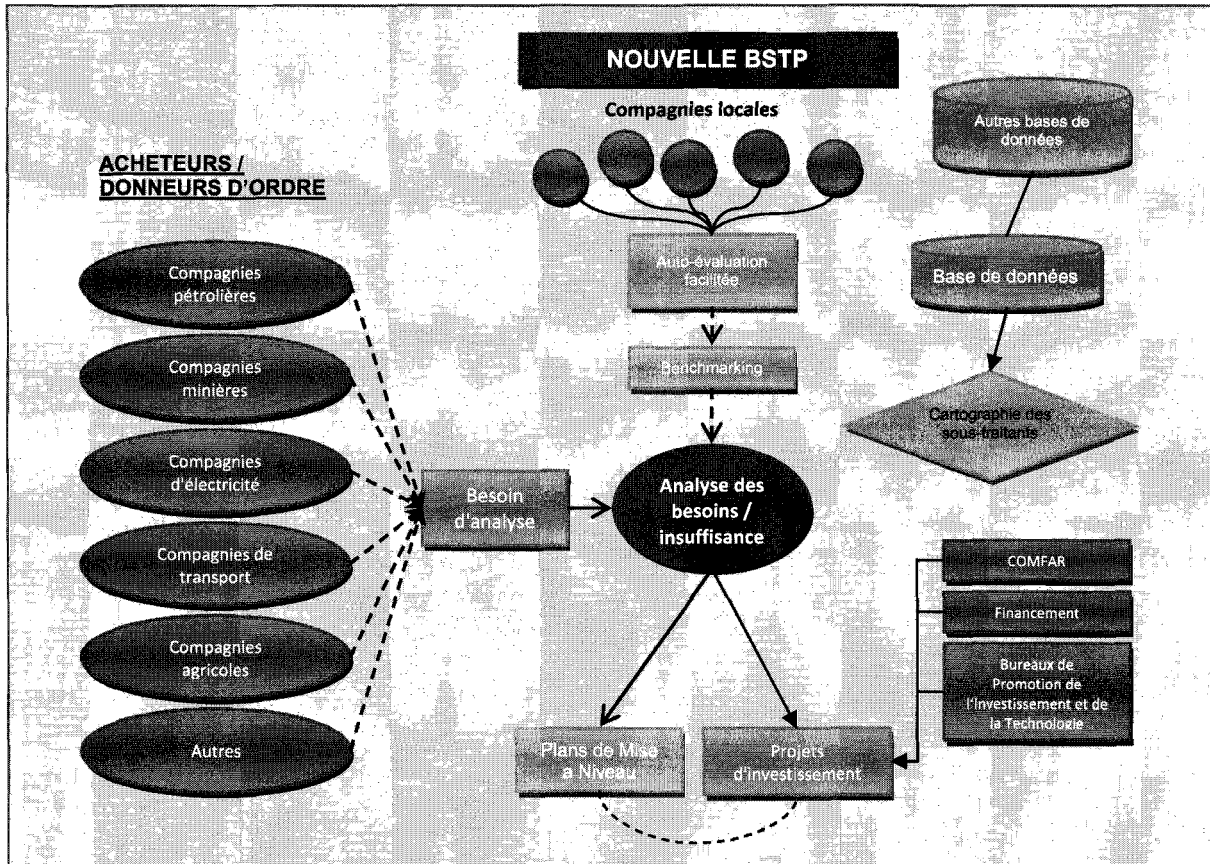 NOUVELLE BSTP
Compagnies locales
Autres bases de
données
ACHETEURS /
DONNEURS D'ORDRE
Compagnies
pétrolières
Auto-évaluation
facilitée
Base de données
Compagnies
minières
Benchmarking
Cartographie des
sous-traitants
Compagnies
d'électricité
Besoin
d'analyse
Analyse des
besoins /
insuffisance
Compagnies de
transport
COMFAR
Financement
Compagnies
agricoles
Bureaux de
Promotion de
l'Investissement et de
la Technologie
Autres
Plans de Mise
a Niveau
Projets
d'investissement